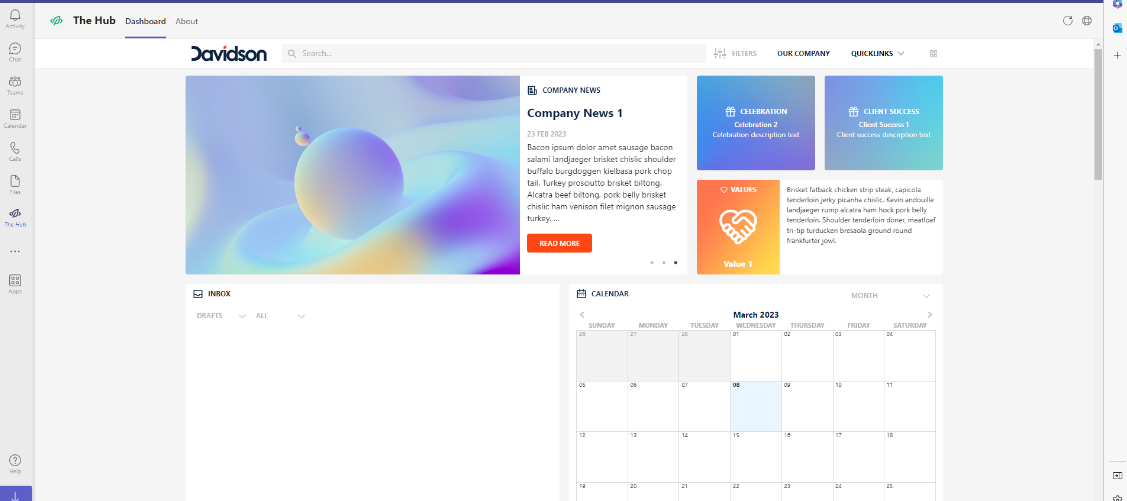 Activity
Chat
Teams
Calendar
Calls
Files
The Hub
Apps
Help
The Hub Dashboard About
Davidson Search... FILTERS OUR COMPANY QUICKLINKS
COMPANY NEWS
Company News 1
23 FEB 2023
Bacon ipsum dolor amet sausage bacon
salami landjaeger brisket chislic shoulder
buffalo burgdoggen kielbasa pork chop
tail. Turkey prosciutto brisket biltong.
Alcatra beef biltong, pork belly brisket
chislic ham venison filet mignon sausage
turkey. ...
READ MORE
CELEBRATION
Celebration 2
Celebration description text
CLIENT SUCCESS
Client Success 1
Client success description text
VALUES
Value 1
Brisket fatback chicken strip steak, capicola
tenderloin jerky picanha chislic. Kevin andouille
landjaeger rump alcatra ham hock pork belly
tenderloin. Shoulder tenderloin doner, meatloaf
tri-tip turducken bresaola ground round
frankfurter jowl.
INBOX
DRAFTS ALL
CALENDAR
MONTH
March 2023
SUNDAY MONDAY TUESDAY WEDNESDAY THURSDAY FRIDAY SATURDAY
26 27 28 01 02 03 04
05 06 07 08 09 10 11
12 13 14 15 16 17 18
19 20 21 22 23 24 25